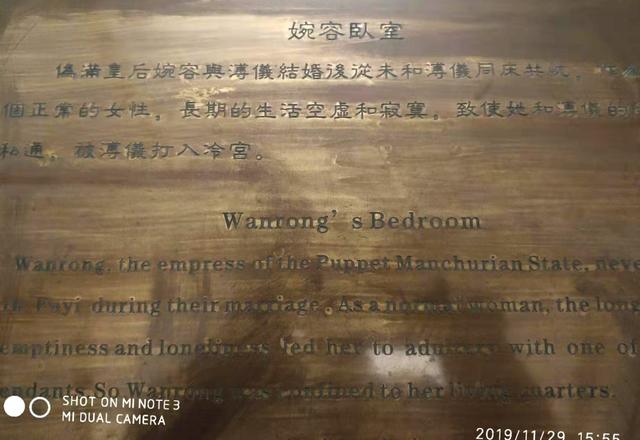 婉容臥室
偽滿皇后婉容與溥儀結婚後從未和溥儀同床共枕，作為
個正常的女性，長期的生活空虛和寂寞，致使她和溥儀的
私通，被溥儀打入冷宮。
Wanrong's Bedroom
Wanrong, the empress of the Puppet Manchurian State, neve
th Puyi during their marriage. As a normal woman, the long
emptiness and loneliness led her to adultery with one of
endants. So Wanrong was confined to her living quarters.
SHOT ON MI NOTE 3
MI DUAL CAMERA
2019/11/29 15:55